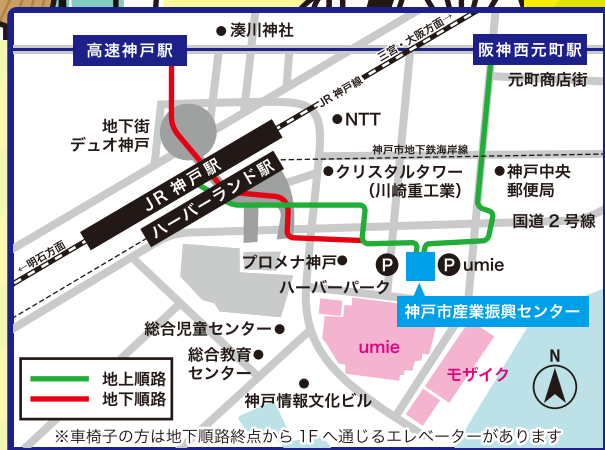 高速神戸駅
湊川神社
三宮・大阪方面→
阪神西元町駅
元町商店街
JR 神戸線
NTT
地下街
デュオ神戸
神戸市地下鉄海岸線
JR 神戸駅
ハーバーランド駅
クリスタルタワー
（川崎重工業）
神戸中央
郵便局
国道２号線
←明石方面
プロメナ神戸
P
P umie
ハーバーパーク
神戸市産業振興センター
総合児童センター
umie
総合教育
センター
モザイク
N
神戸情報文化ビル
地上順路
地下順路
※車椅子の方は地下順路終点から 1F へ通じるエレベーターがあります